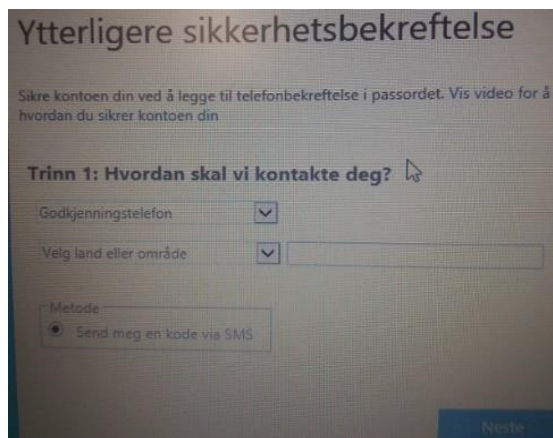 Ytterligere sikkerhetsbekreftelse
Sikre kontoen din ved å legge til telefonbekreftelse i passordet. Vis video for å
hvordan du sikrer kontoen din
Trinn 1: Hvordan skal vi kontakte deg?
Godkjenningstelefon
Velg land eller område
Metode
Send meg en kode via SMS
Neste